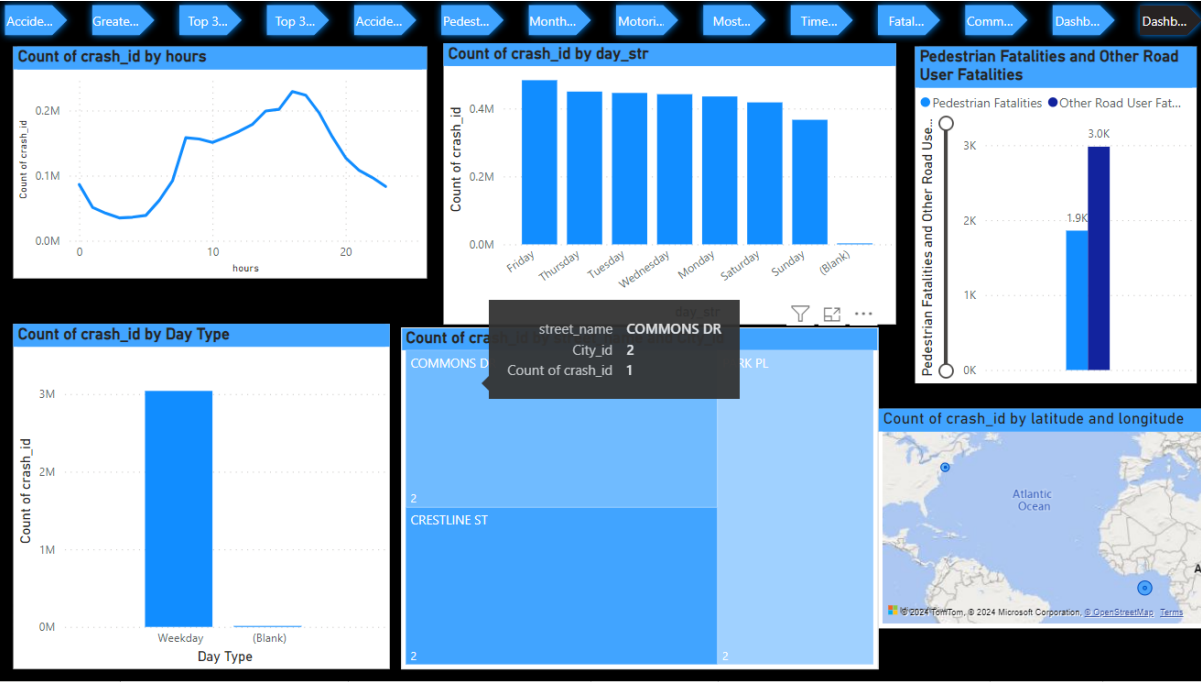 Accide...
Greate...
Top 3...
Top 3...
Accide...
Pedest...
Month...
Motori...
Most...
Time...
Fatal...
Comm...
Dashb...
Dashb...
Count of crash_id by hours
Count of crash_id
0.2M
0.1M
0.0M
0
10
20
hours
Count of crash_id by day_str
Count of crash_id
0.4M
0.2M
0.0M
Friday
Thursday
Tuesday
Wednesday
Monday
Saturday
Sunday
(Blank)
day_str
Pedestrian Fatalities and Other Road
User Fatalities
Pedestrian Fatalities
Other Road User Fat...
Pedestrian Fatalities and Other Road Use...
3K
2K
1K
0K
1.9K
3.0K
Count of crash_id by Day Type
Count of crash_id
3M
2M
1M
0M
Weekday
(Blank)
Day Type
Count of
COMMONS D
2
CRESTLINE ST
2
RK PL
2
street_name COMMONS DR
City_id 2
Count of crash_id 1
Count of crash_id by latitude and longitude
Atlantic
Ocean
A
© 2024 TomTom, © 2024 Microsoft Corporation, © OpenStreetMap Terms